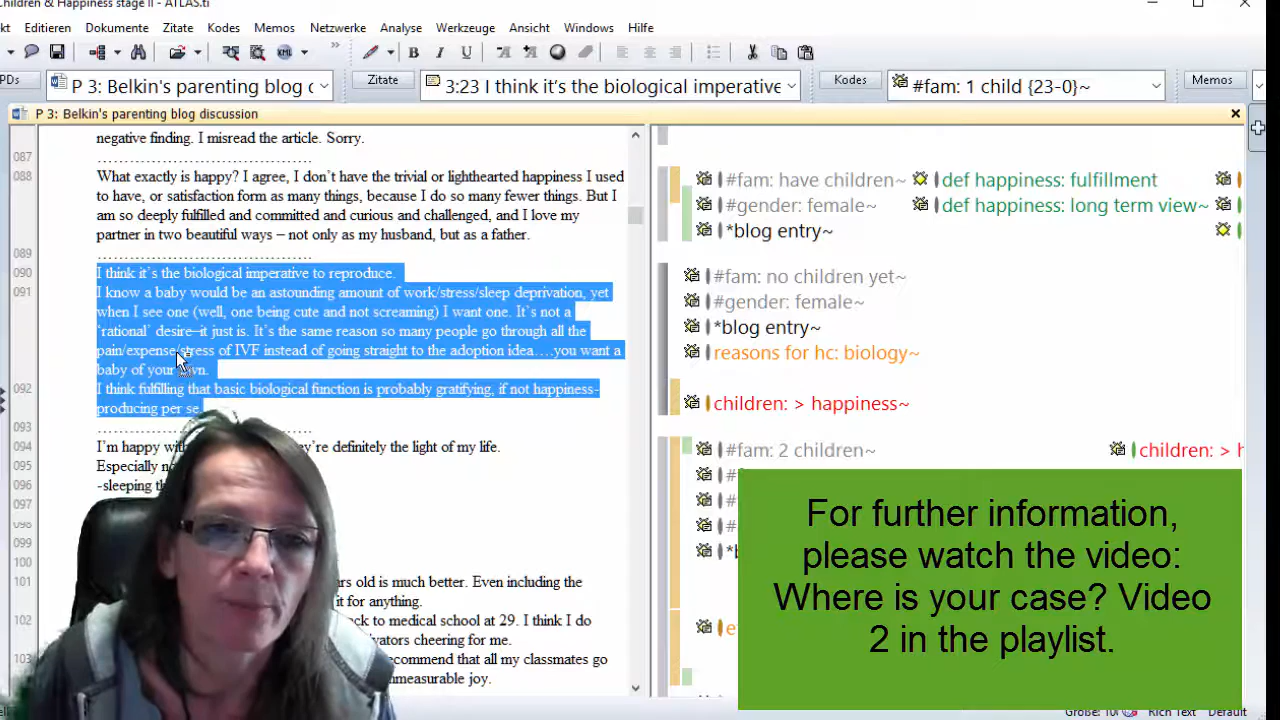 Children & Happiness stage II - ATLAS.ti
kt Editieren Dokumente Zitate Kodes Memos Netzwerke Analyse Werkzeuge Windows Hilfe
B I U A A
PDs P 3: Belkin's parenting blog c Zitate 3:23 I think it's the biological imperative Kodes #fam: 1 child {23-0}~ Memos
P 3: Belkin's parenting blog discussion
negative finding. I misread the article. Sorry.
087 ........................................
088 What exactly is happy? I agree, I don't have the trivial or lighthearted happiness I used
to have, or satisfaction form as many things, because I do so many fewer things. But I
am so deeply fulfilled and committed and curious and challenged, and I love my
partner in two beautiful ways – not only as my husband, but as a father.
089 ........................................
090 I think it's the biological imperative to reproduce.
091 I know a baby would be an astounding amount of work/stress/sleep deprivation, yet
when I see one (well, one being cute and not screaming) I want one. It's not a
'rational' desire—it just is. It's the same reason so many people go through all the
pain/expense/stress of IVF instead of going straight to the adoption idea….you want a
baby of your
092 I think fulfilling that basic biological function is probably gratifying, if not happiness-
producing per se.
093 ........................................
094 I'm happy wi they're definitely the light of my life.
095 Especially n
096 -sleeping th
097
098
099
100
101 rs old is much better. Even including the
it for anything.
102 ck to medical school at 29. I think I do
ivators cheering for me.
103 recommend that all my classmates go
mmeasurable joy.
#fam: have children~ def happiness: fulfillment
#gender: female~ def happiness: long term view~
*blog entry~
#fam: no children yet~
#gender: female~
*blog entry~
reasons for hc: biology~
children: > happiness~
#fam: 2 children~ children: > h
#
#
#
*b
e
For further information,
please watch the video:
Where is your case? Video
2 in the playlist.
Größe: 100 Rich Text Default